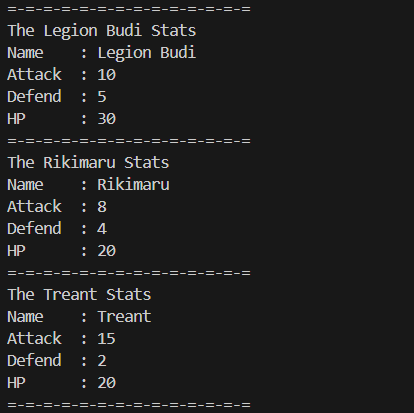 =-=-=-=-=-=-=-=-=-=-=-=-=-=
The Legion Budi Stats
Name    : Legion Budi
Attack  : 10
Defend  : 5
HP      : 30
=-=-=-=-=-=-=-=-=-=-=-=-=-=
The Rikimaru Stats
Name    : Rikimaru
Attack  : 8
Defend  : 4
HP      : 20
=-=-=-=-=-=-=-=-=-=-=-=-=-=
The Treant Stats
Name    : Treant
Attack  : 15
Defend  : 2
HP      : 20
=-=-=-=-=-=-=-=-=-=-=-=-=-=